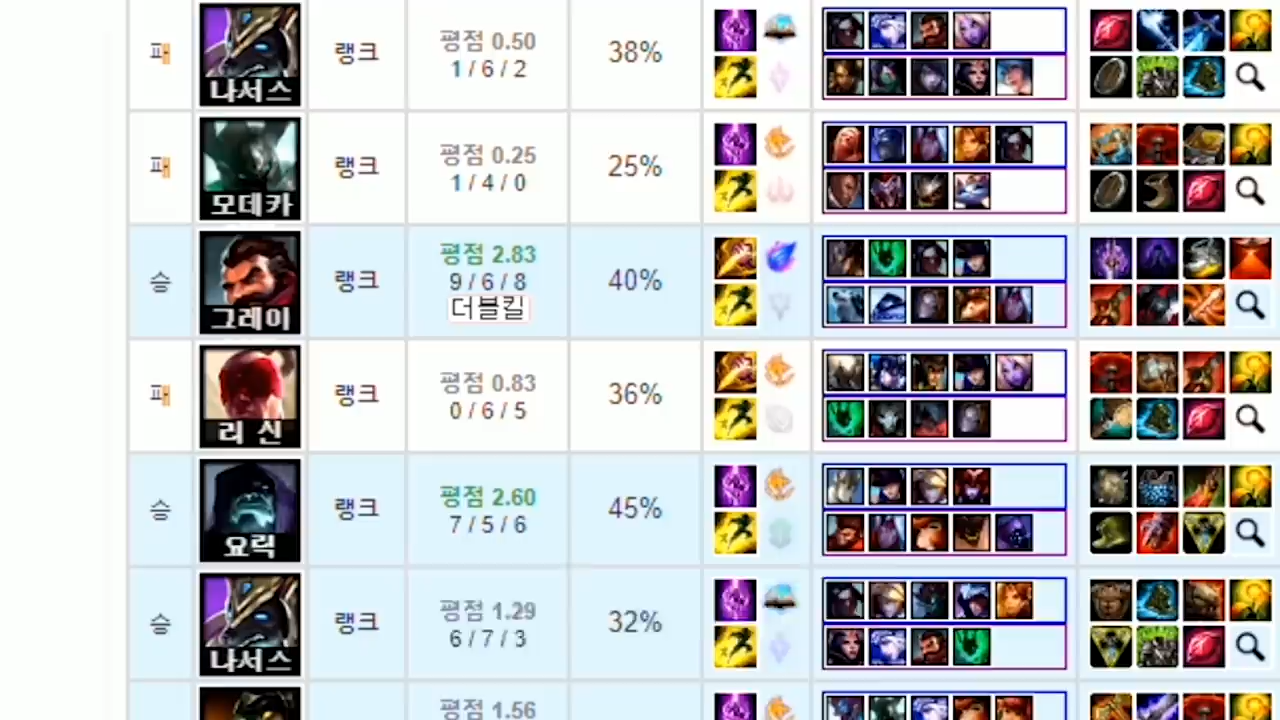 패 나서스 랭크 평점 0.50 38%
1 / 6 / 2
패 모데카 랭크 평점 0.25 25%
1 / 4 / 0
승 그레이 랭크 평점 2.83 40%
9 / 6 / 8
더블킬
패 리 신 랭크 평점 0.83 36%
0 / 6 / 5
승 요릭 랭크 평점 2.60 45%
7 / 5 / 6
승 나서스 랭크 평점 1.29 32%
6 / 7 / 3
평점 1.56